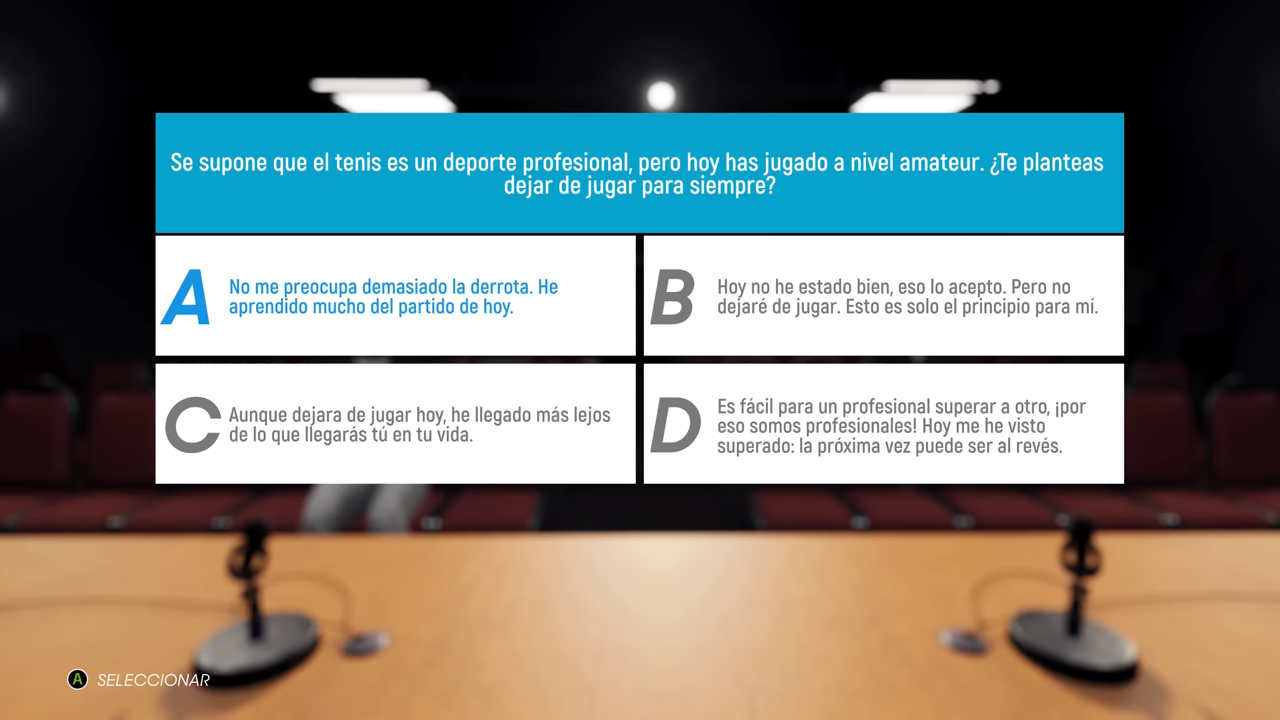 Se supone que el tenis es un deporte profesional, pero hoy has jugado a nivel amateur. ¿Te planteas
dejar de jugar para siempre?
A
No me preocupa demasiado la derrota. He
aprendido mucho del partido de hoy.
B
Hoy no he estado bien, eso lo acepto. Pero no
dejaré de jugar. Esto es solo el principio para mí.
C
Aunque dejara de jugar hoy, he llegado más lejos
de lo que llegarás tú en tu vida.
D
Es fácil para un profesional superar a otro, ¡por
eso somos profesionales! Hoy me he visto
superado: la próxima vez puede ser al revés.
A SELECCIONAR